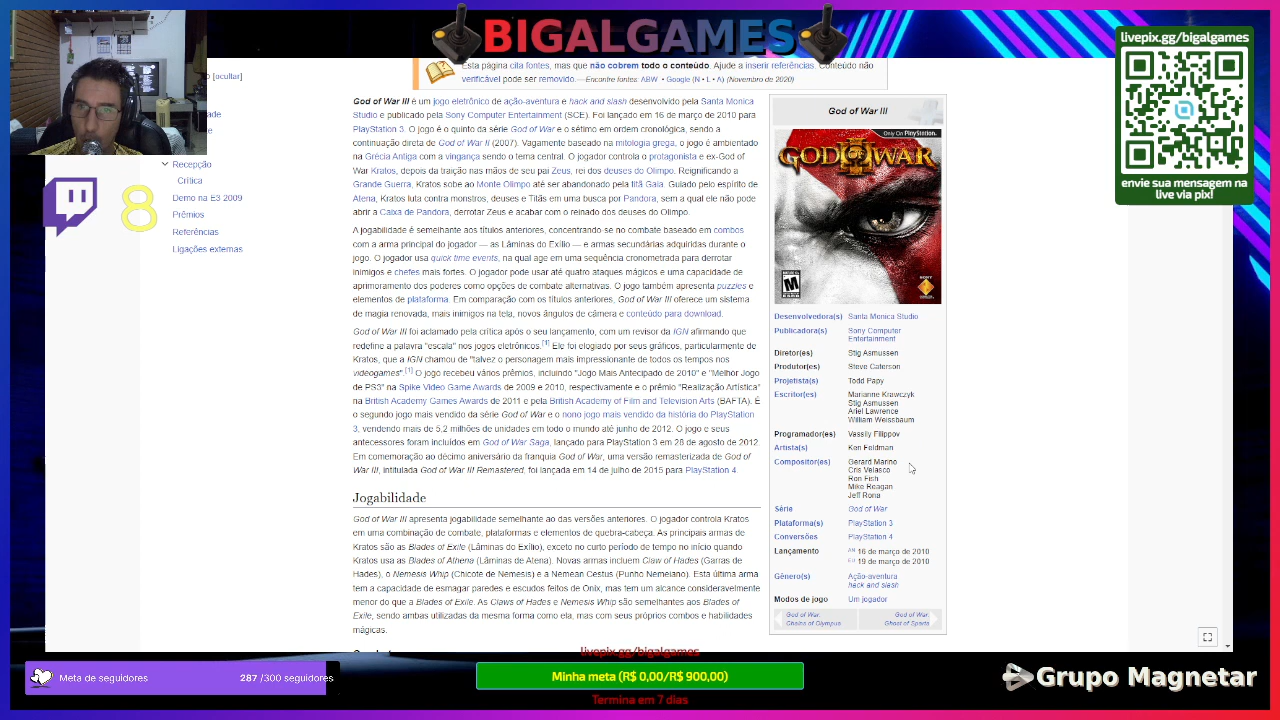 BIGALGAMES
livepix.gg/bigalgames
envie sua mensagem na
live via pix!
8
[ocultar]
Recepção
Crítica
Demo na E3 2009
Prêmios
Referências
Ligações externas
Esta página cita fontes, mas que não cobrem todo o conteúdo. Ajude a inserir referências. Conteúdo não
verificável pode ser removido.—Encontre fontes: ABW • Google (N • L • A) (Novembro de 2020)
God of War III é um jogo eletrônico de ação-aventura e hack and slash desenvolvido pela Santa Monica
Studio e publicado pela Sony Computer Entertainment (SCE). Foi lançado em 16 de março de 2010 para
PlayStation 3. O jogo é o quinto da série God of War e o sétimo em ordem cronológica, sendo a
continuação direta de God of War II (2007). Vagamente baseada na mitologia grega, o jogo é ambientado
na Grécia Antiga com a vingança sendo o tema central. O jogador controla o protagonista e ex-God of
War Kratos, depois da traição nas mãos de seu pai Zeus, rei dos deuses do Olimpo. Reignificando a
Grande Guerra, Kratos sobe ao Monte Olimpo até ser abandonado pela titã Gaia. Guiado pelo espírito de
Atena, Kratos luta contra monstros, deuses e Titãs em uma busca por Pandora, sem a qual ele não pode
abrir a Caixa de Pandora, derrotar Zeus e acabar com o reinado dos deuses do Olimpo.
A jogabilidade é semelhante aos títulos anteriores, concentrando-se no combate baseado em combos
com a arma principal do jogador — as Lâminas do Exílio — e armas secundárias adquiridas durante o
jogo. O jogador usa quick time events, na qual age em uma sequência cronometrada para derrotar
inimigos e chefes mais fortes. O jogador pode usar até quatro ataques mágicos e uma capacidade de
aprimoramento dos poderes como opções de combate alternativas. O jogo também apresenta puzzles e
elementos de plataforma. Em comparação com os títulos anteriores, God of War III oferece um sistema
de magia renovada, mais inimigos na tela, novos ângulos de câmera e conteúdo para download.
God of War III foi aclamado pela crítica após o seu lançamento, com um revisor da IGN afirmando que
redefine a palavra "escala" nos jogos eletrônicos.[1] Ele foi elogiado por seus gráficos, particularmente de
Kratos, que a IGN chamou de "talvez o personagem mais impressionante de todos os tempos nos
videogames".[1] O jogo recebeu vários prêmios, incluindo "Jogo Mais Antecipado de 2010" e "Melhor Jogo
de PS3" na Spike Video Game Awards de 2009 e 2010, respectivamente e o prêmio "Realização Artística"
na British Academy Games Awards de 2011 e pela British Academy of Film and Television Arts (BAFTA). É
o segundo jogo mais vendido da série God of War e o nono jogo mais vendido da história do PlayStation
3, vendendo mais de 5,2 milhões de unidades em todo o mundo até junho de 2012. O jogo e seus
antecessores foram incluídos em God of War Saga, lançado para PlayStation 3 em 28 de agosto de 2012.
Em comemoração ao décimo aniversário da franquia God of War, uma versão remasterizada de God of
War III, intitulada God of War III Remastered, foi lançada em 14 de julho de 2015 para PlayStation 4.
Jogabilidade
God of War III apresenta jogabilidade semelhante ao das versões anteriores. O jogador controla Kratos
em uma combinação de combate, plataformas e elementos de quebra-cabeça. As principais armas de
Kratos são as Blades of Exile (Lâminas do Exílio), exceto no curto período de tempo no início quando
Kratos usa as Blades of Athena (Lâminas de Atena). Novas armas incluem Claw of Hades (Garras de
Hades), o Nemesis Whip (Chicote de Nemesis) e a Nemean Cestus (Punho Nemeiano). Esta última arma
tem a capacidade de esmagar paredes e escudos feitos de Onix, mas tem um alcance consideravelmente
menor do que a Blades of Exile. As Claws of Hades e Nemesis Whip são semelhantes aos Blades of
Exile, sendo ambas utilizadas da mesma forma como ela, mas com seus próprios combos e habilidades
mágicas.
God of War III
Only On PlayStation.
GOD OF WAR
III
M
SONY
Desenvolvedora(s) Santa Monica Studio
Publicadora(s) Sony Computer
Entertainment
Diretor(es) Stig Asmussen
Produtor(es) Steve Caterson
Projetista(s) Todd Papy
Escritor(es) Marianne Krawczyk
Stig Asmussen
Ariel Lawrence
William Weissbaum
Programador(es) Vassily Filippov
Artista(s) Ken Feldman
Compositor(es) Gerard Marino
Cris Velasco
Ron Fish
Mike Reagan
Jeff Rona
Série God of War
Plataforma(s) PlayStation 3
Conversões PlayStation 4
Lançamento AN 16 de março de 2010
EU 19 de março de 2010
Gênero(s) Ação-aventura
hack and slash
Modos de jogo Um jogador
God of War: God of War:
Chains of Olympus Ghost of Sparta
livepix.gg/bigalgames
Meta de seguidores 287 /300 seguidores
Minha meta (R$ 0,00/R$ 900,00)
Termina em 7 dias
Grupo Magnetar